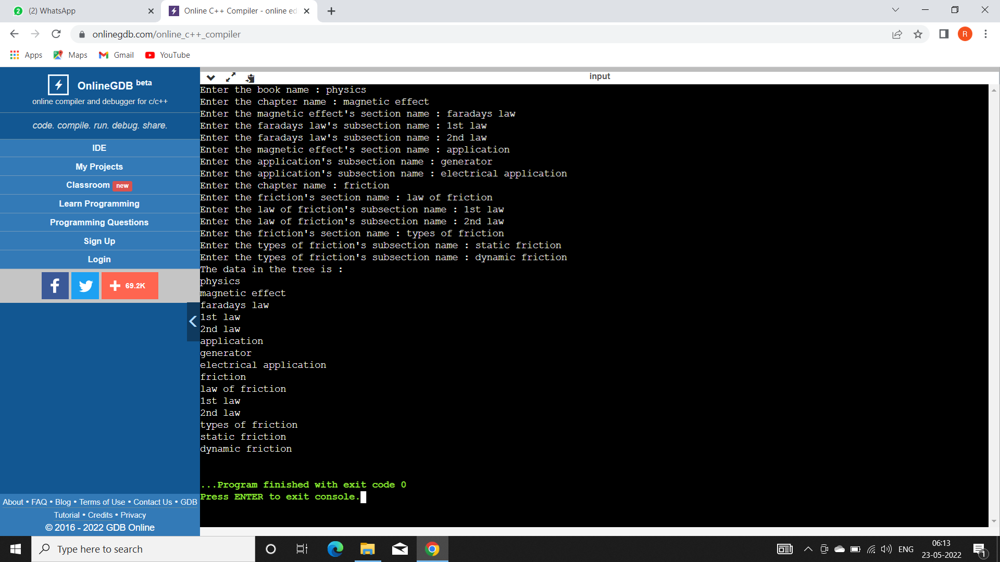 (2) WhatsApp
Online C++ Compiler - online ed
onlinegdb.com/online_c++_compiler
R
Apps
Maps
Gmail
YouTube
OnlineGDB beta
online compiler and debugger for c/c++
code. compile. run. debug. share.
IDE
My Projects
Classroom new
Learn Programming
Programming Questions
Sign Up
Login
69.2K
input
Enter the book name : physics
Enter the chapter name : magnetic effect
Enter the magnetic effect's section name : faradays law
Enter the faradays law's subsection name : 1st law
Enter the faradays law's subsection name : 2nd law
Enter the magnetic effect's section name : application
Enter the application's subsection name : generator
Enter the application's subsection name : electrical application
Enter the chapter name : friction
Enter the friction's section name : law of friction
Enter the law of friction's subsection name : 1st law
Enter the law of friction's subsection name : 2nd law
Enter the friction's section name : types of friction
Enter the types of friction's subsection name : static friction
Enter the types of friction's subsection name : dynamic friction
The data in the tree is :
physics
magnetic effect
faradays law
1st law
2nd law
application
generator
electrical application
friction
law of friction
1st law
2nd law
types of friction
static friction
dynamic friction
...Program finished with exit code 0
Press ENTER to exit console.
About • FAQ • Blog • Terms of Use • Contact Us • GDB
Tutorial • Credits • Privacy
© 2016 - 2022 GDB Online
Type here to search
ENG
06:13
23-05-2022
1